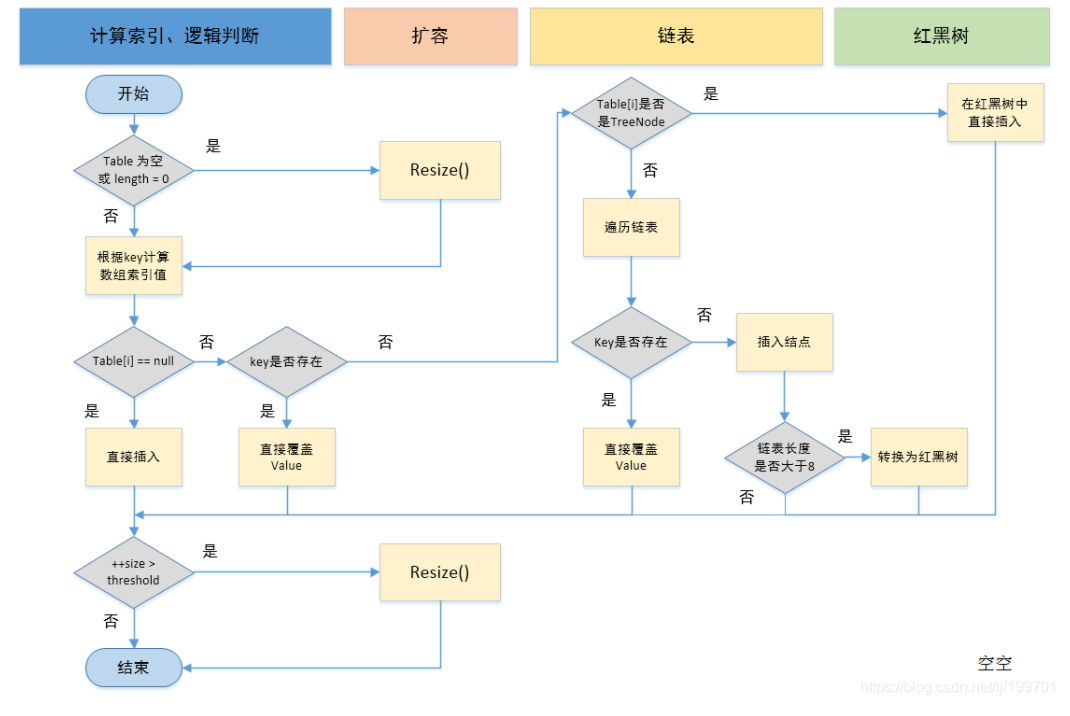 计算索引、逻辑判断
扩容
链表
红黑树
开始
Table 为空
或 length = 0
是
Resize()
否
根据key计算
数组索引值
Table[i] == null
否
key是否存在
否
是
直接插入
是
直接覆盖
Value
Table[i]是否
是TreeNode
是
在红黑树中
直接插入
否
遍历链表
Key是否存在
否
插入结点
是
直接覆盖
Value
链表长度
是否大于8
是
转换为红黑树
否
++size >
threshold
是
Resize()
否
结束
空空
https://blog.csdn.net/ljf199701